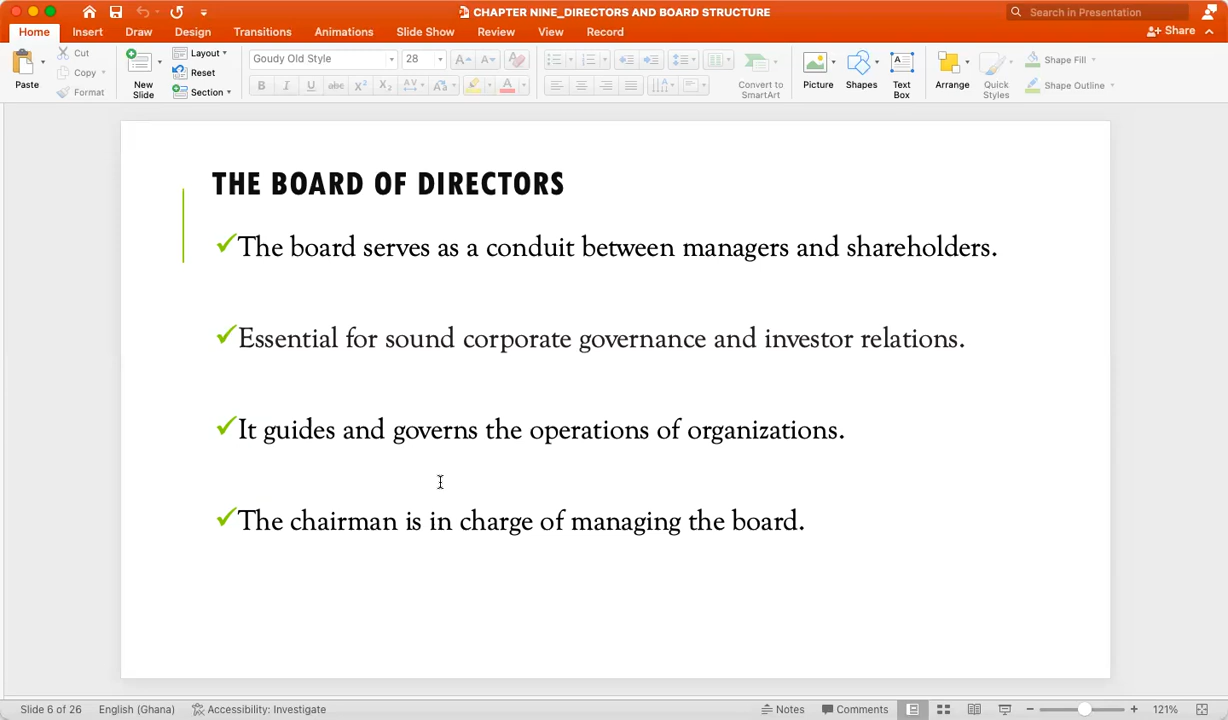 CHAPTER NINE_DIRECTORS AND BOARD STRUCTURE
Search in Presentation
Home Insert Draw Design Transitions Animations Slide Show Review View Record
Share
Paste
Cut
Copy
Format
New Slide
Layout
Reset
Section
Goudy Old Style
28
B I U abc X² X₂ AV Aa A
Convert to SmartArt
Picture
Shapes
Text Box
Arrange
Quick Styles
Shape Fill
Shape Outline
THE BOARD OF DIRECTORS
✓The board serves as a conduit between managers and shareholders.
✓Essential for sound corporate governance and investor relations.
✓It guides and governs the operations of organizations.
✓The chairman is in charge of managing the board.
Slide 6 of 26 English (Ghana) Accessibility: Investigate Notes Comments 121%